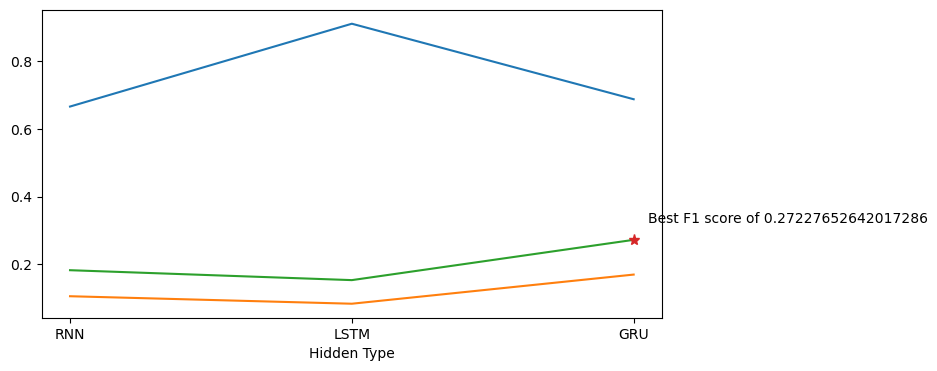 0.8
0.6
0.4
Best F1 score of 0.27227652642017286
0.2
RNN
LSTM
GRU
Hidden Type